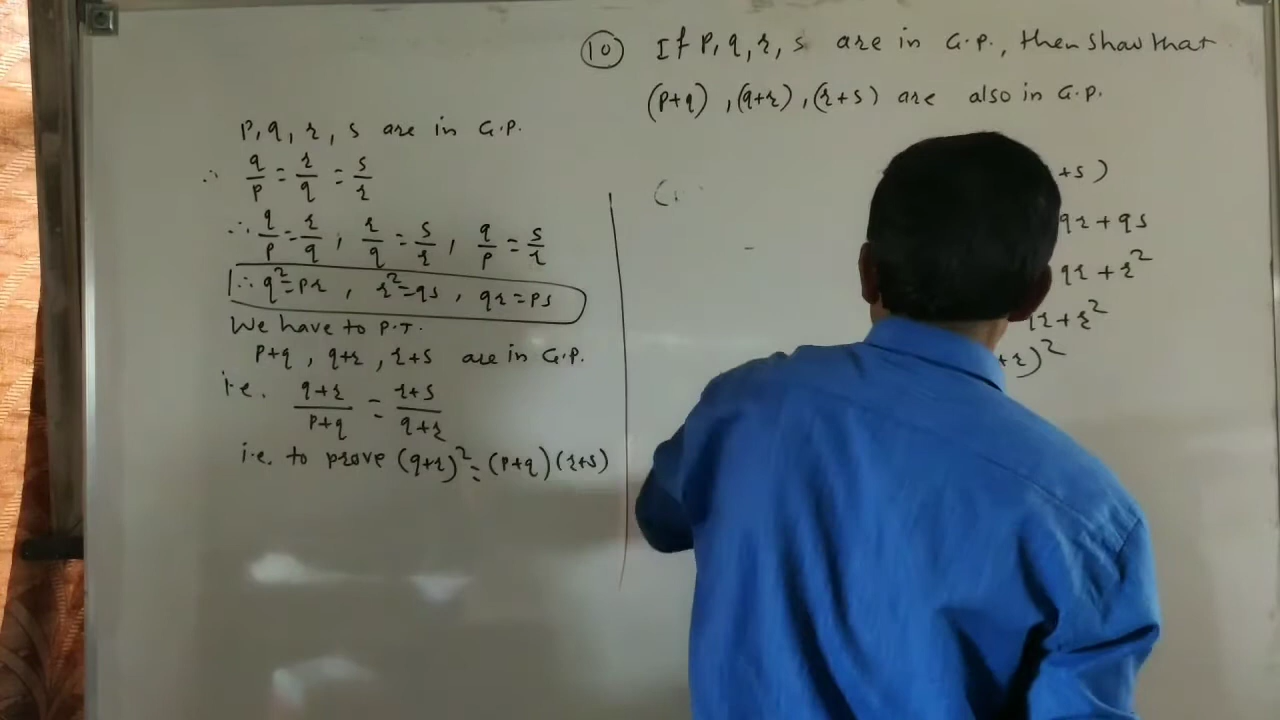 (10) If p, q, r, s are in G.P., then show that
(p+q), (q+r), (r+s) are also in G.P.
p, q, r, s are in G.P.
∴ q/p = r/q = s/r
∴ q/p = r/q, r/q = s/r, q/p = s/r
∴ q² = pr, r² = qs, qr = ps
We have to P.T.
p+q, q+r, r+s are in G.P.
i.e. (q+r)/(p+q) = (r+s)/(q+r)
i.e. to prove (q+r)² = (p+q)(r+s)
+s)
qr + qs
qr + r²
r + r²
+r)²